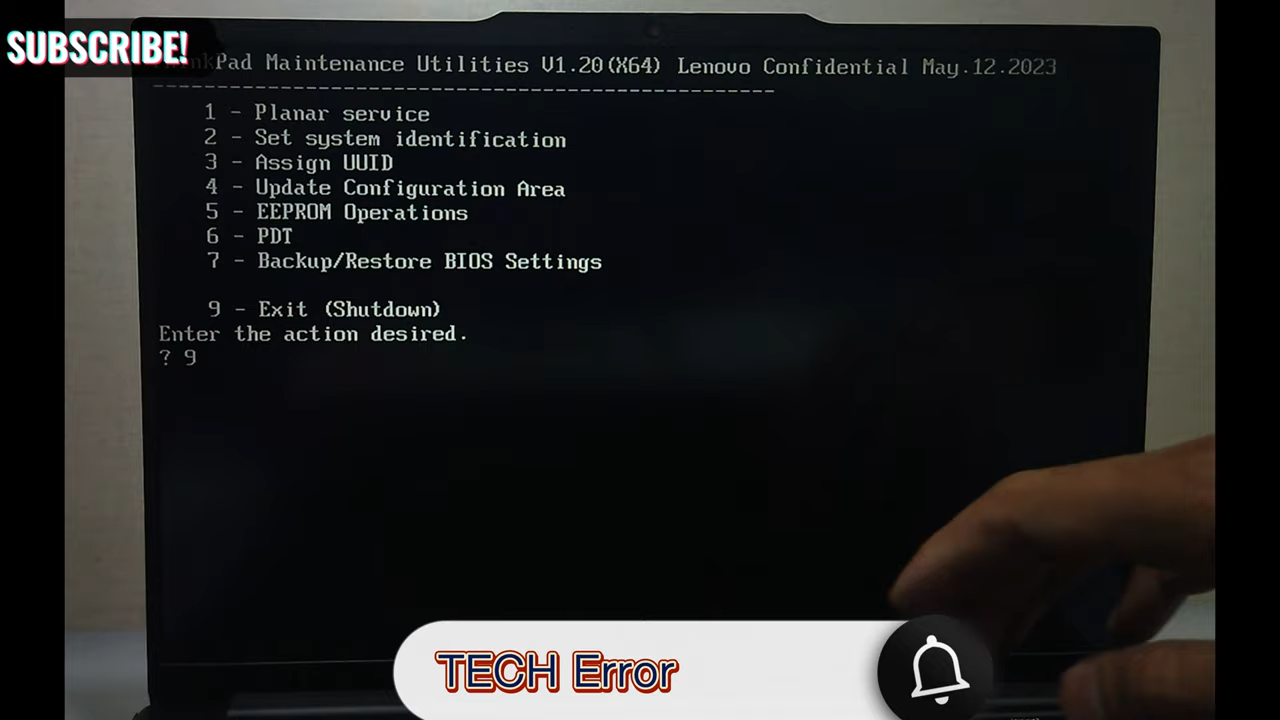 SUBSCRIBE!
Pad Maintenance Utilities V1.20(X64) Lenovo Confidential May.12.2023
--------------------------------------------------
1 - Planar service
2 - Set system identification
3 - Assign UUID
4 - Update Configuration Area
5 - EEPROM Operations
6 - PDT
7 - Backup/Restore BIOS Settings
9 - Exit (Shutdown)
Enter the action desired.
? 9
TECH Error